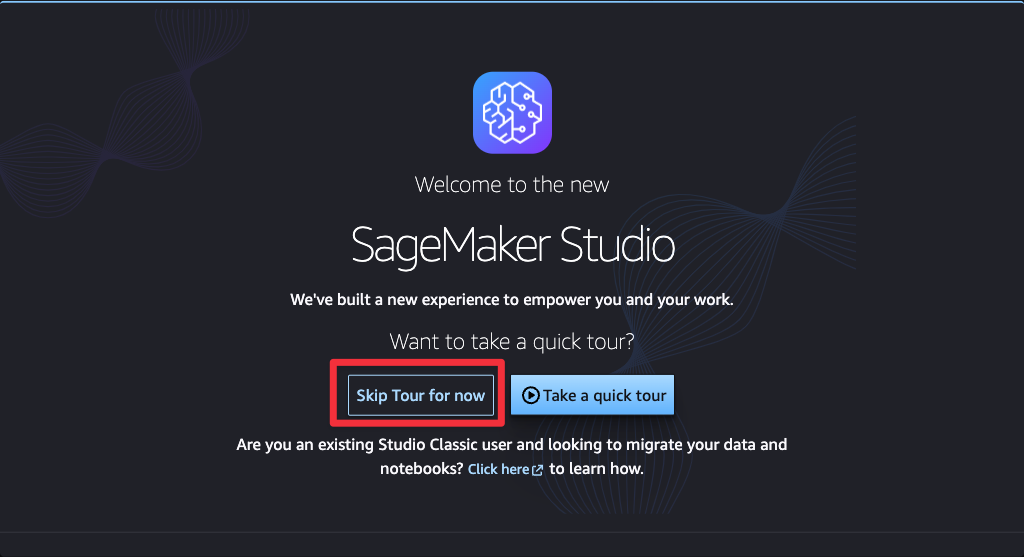 Welcome to the new
SageMaker Studio
We've built a new experience to empower you and your work.
Want to take a quick tour?
Skip Tour for now
Take a quick tour
Are you an existing Studio Classic user and looking to migrate your data and
notebooks? Click here to learn how.